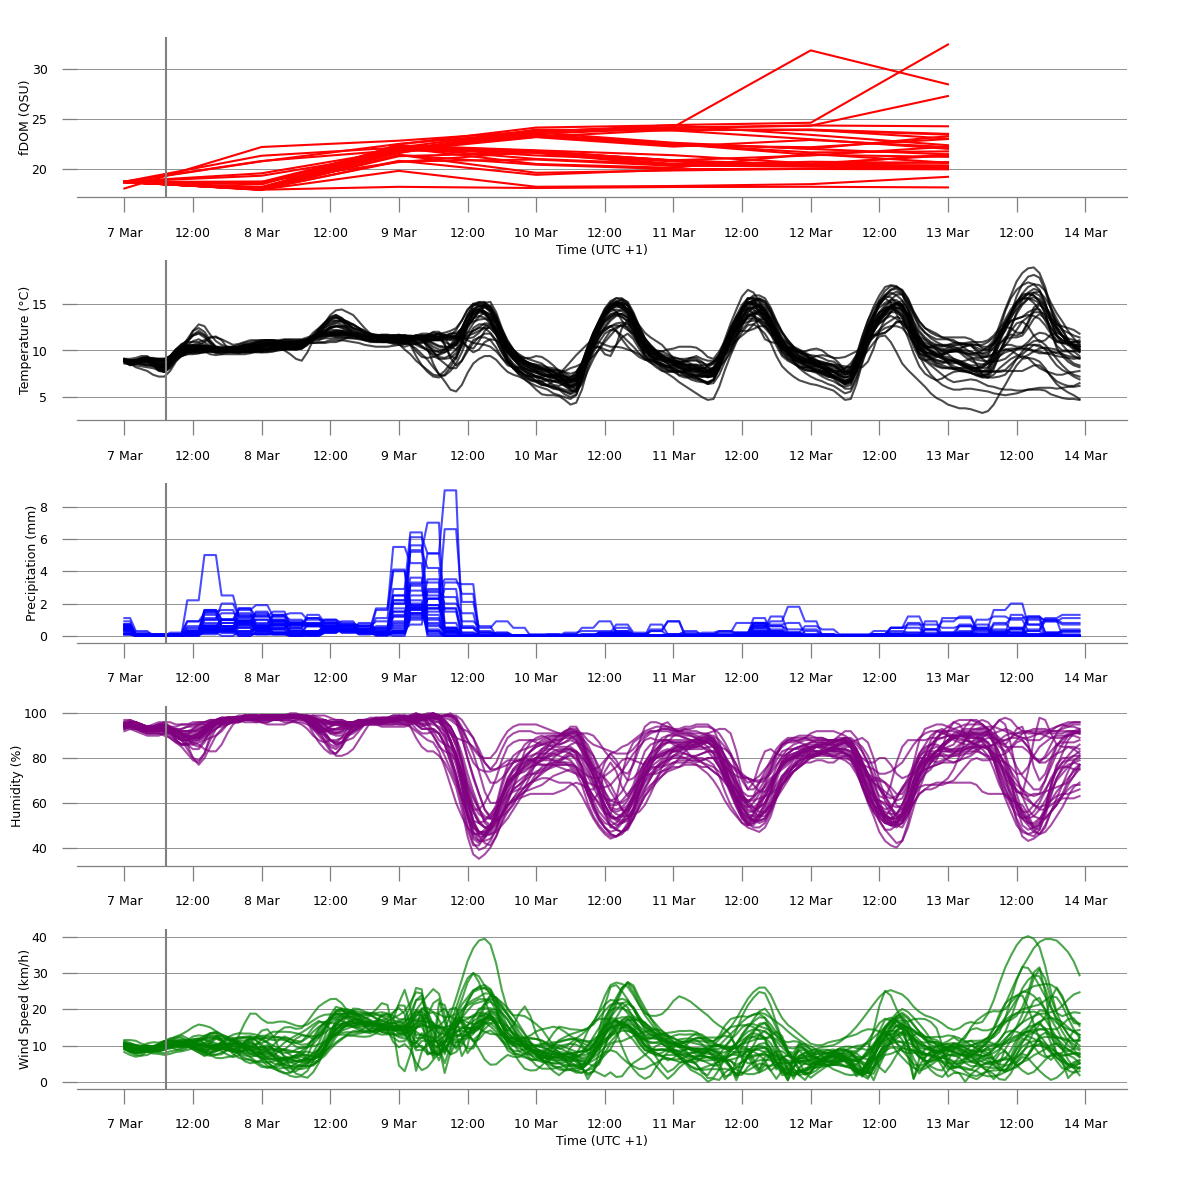 30
25
20
fDOM (QSU)
7 Mar 12:00 8 Mar 12:00 9 Mar 12:00 10 Mar 12:00 11 Mar 12:00 12 Mar 12:00 13 Mar 12:00 14 Mar
Time (UTC +1)
15
10
5
Temperature (°C)
7 Mar 12:00 8 Mar 12:00 9 Mar 12:00 10 Mar 12:00 11 Mar 12:00 12 Mar 12:00 13 Mar 12:00 14 Mar
8
6
4
2
0
Precipitation (mm)
7 Mar 12:00 8 Mar 12:00 9 Mar 12:00 10 Mar 12:00 11 Mar 12:00 12 Mar 12:00 13 Mar 12:00 14 Mar
100
80
60
40
Humidity (%)
7 Mar 12:00 8 Mar 12:00 9 Mar 12:00 10 Mar 12:00 11 Mar 12:00 12 Mar 12:00 13 Mar 12:00 14 Mar
40
30
20
10
0
Wind Speed (km/h)
7 Mar 12:00 8 Mar 12:00 9 Mar 12:00 10 Mar 12:00 11 Mar 12:00 12 Mar 12:00 13 Mar 12:00 14 Mar
Time (UTC +1)